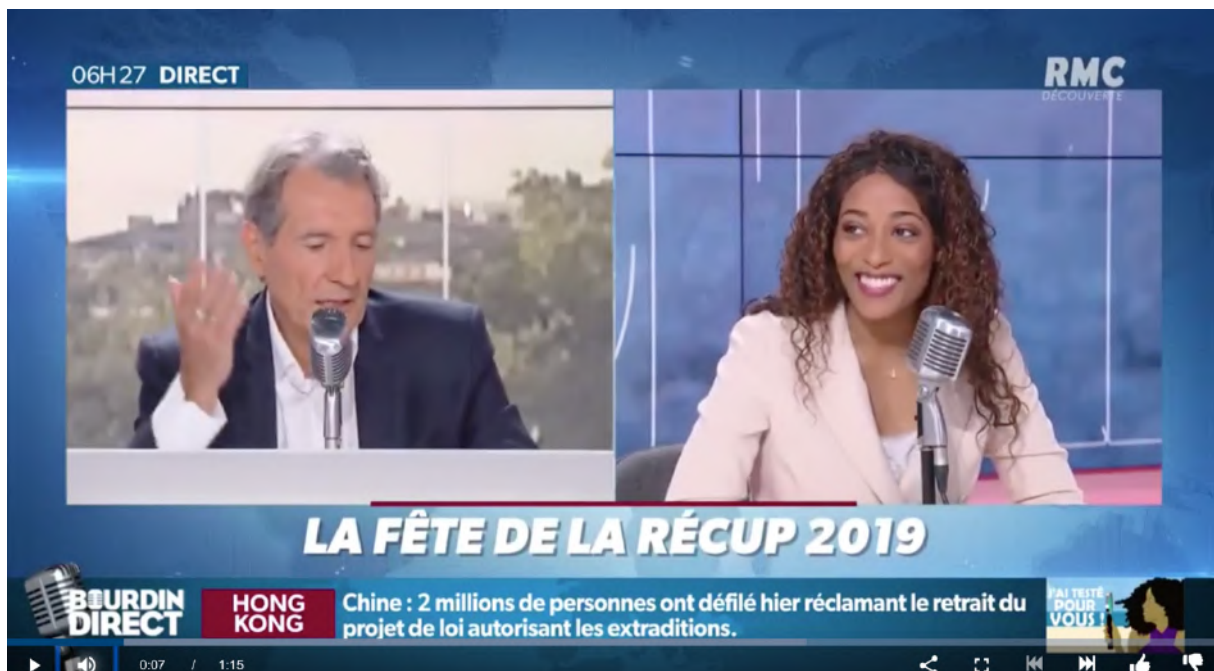 06H27 DIRECT
RMC
DÉCOUVERTE
LA FÊTE DE LA RÉCUP 2019
BOURDIN
DIRECT
HONG
KONG
Chine : 2 millions de personnes ont défilé hier réclamant le retrait du
projet de loi autorisant les extraditions.
J'AI TESTÉ
POUR
VOUS !
0:07 / 1:15